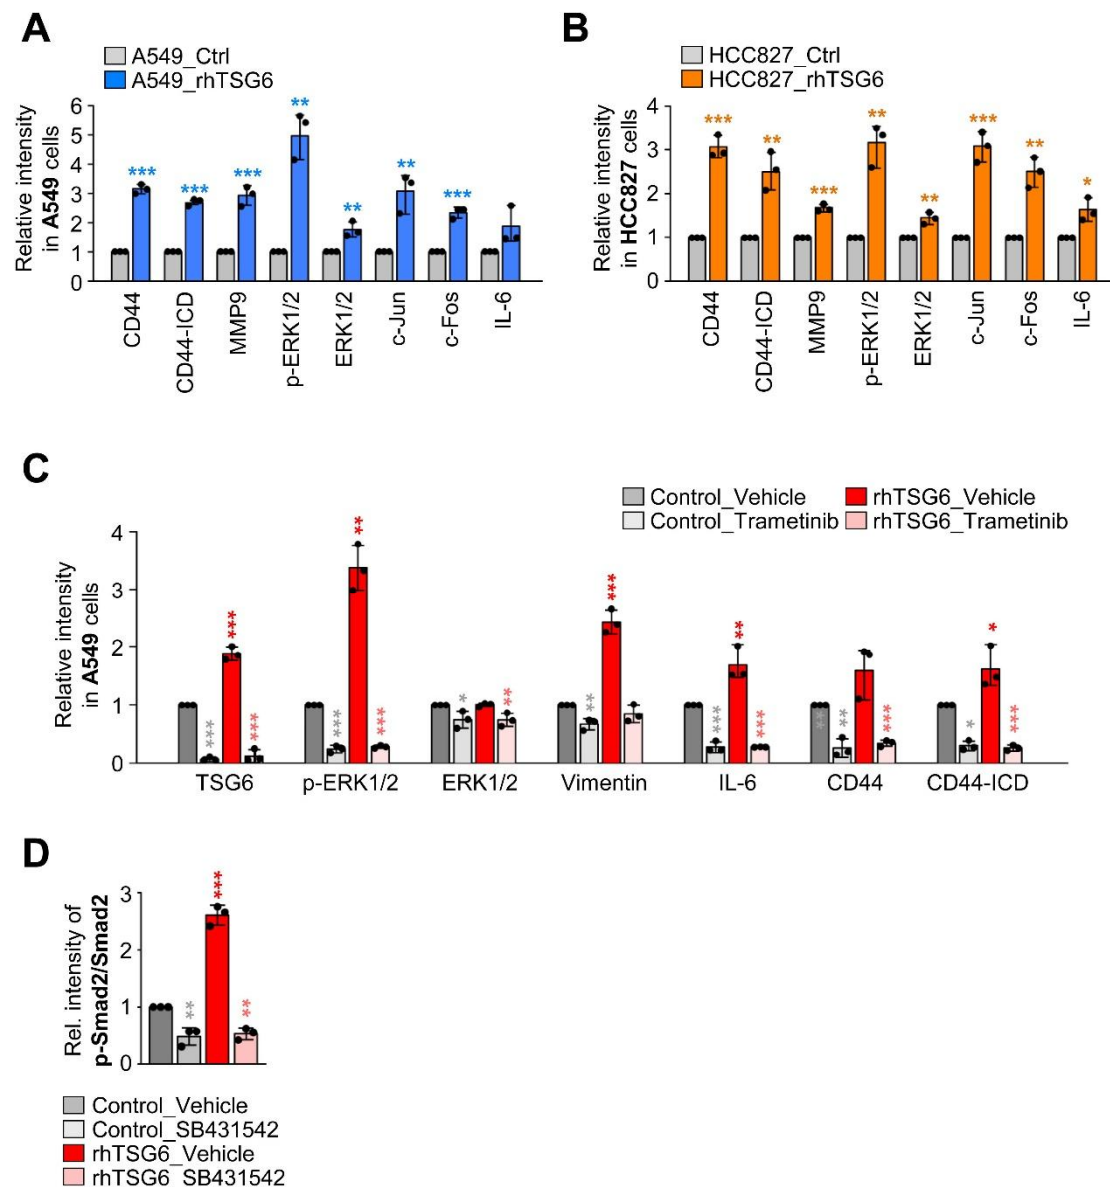 A
A549_Ctrl
A549_rhTSG6
Relative intensity
in A549 cells
6
5
4
3
2
1
0
***
***
***
**
**
**
***
CD44
CD44-ICD
MMP9
p-ERK1/2
ERK1/2
c-Jun
c-Fos
IL-6
B
HCC827_Ctrl
HCC827_rhTSG6
Relative intensity
in HCC827 cells
4
3
2
1
0
***
**
***
**
**
***
**
*
CD44
CD44-ICD
MMP9
p-ERK1/2
ERK1/2
c-Jun
c-Fos
IL-6
C
Control_Vehicle
Control_Trametinib
rhTSG6_Vehicle
rhTSG6_Trametinib
Relative intensity
in A549 cells
4
3
2
1
0
***
***
***
***
**
***
*
**
**
***
***
**
***
**
**
***
*
*
***
TSG6
p-ERK1/2
ERK1/2
Vimentin
IL-6
CD44
CD44-ICD
D
Rel. intensity of
p-Smad2/Smad2
3
2
1
0
**
***
**
Control_Vehicle
Control_SB431542
rhTSG6_Vehicle
rhTSG6_SB431542